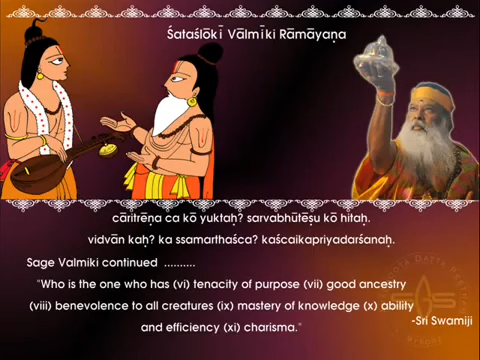 Śataślōkī Vālmīki Rāmāyaṇa
cāritrēṇa ca kō yuktaḥ? sarvabhūtēṣu kō hitaḥ.
vidvān kaḥ? ka ssamarthaśca? kaścaikapriyadarśanaḥ.
Sage Valmiki continued ..........
"Who is the one who has (vi) tenacity of purpose (vii) good ancestry
(viii) benevolence to all creatures (ix) mastery of knowledge (x) ability
and efficiency (xi) charisma."
-Sri Swamiji